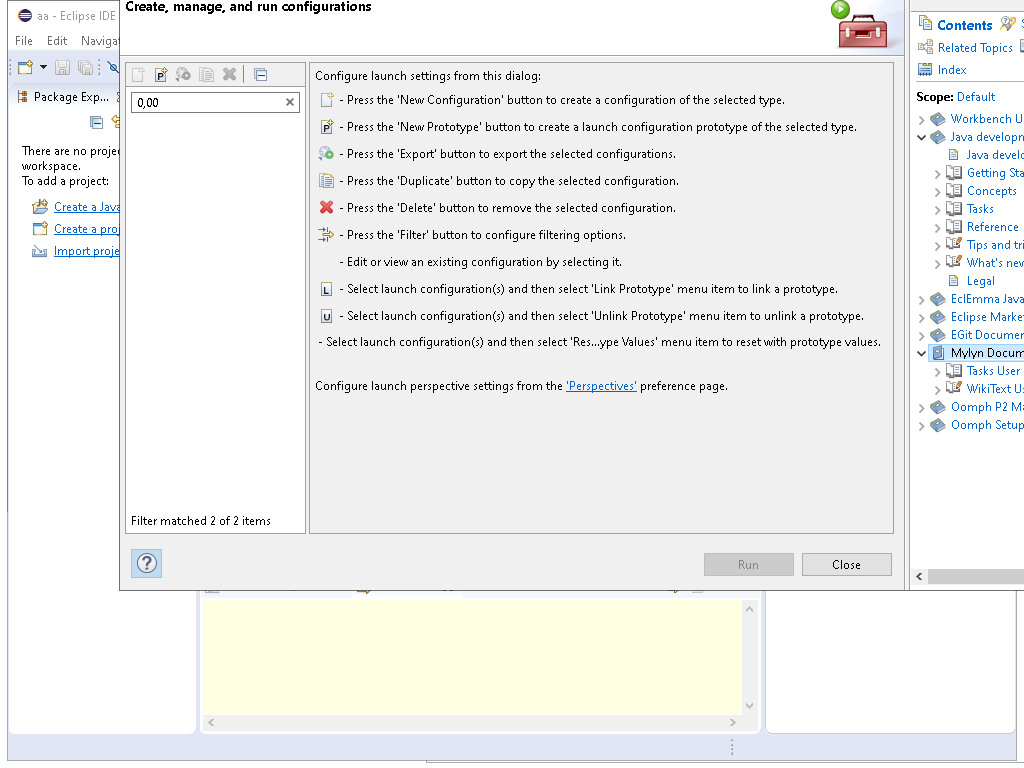 aa - Eclipse IDE
File Edit Navigat
Package Exp...
There are no proje
workspace.
To add a project:
Create a Java
Create a proj
Import proje
Create, manage, and run configurations
0,00
Filter matched 2 of 2 items
Configure launch settings from this dialog:
- Press the 'New Configuration' button to create a configuration of the selected type.
- Press the 'New Prototype' button to create a launch configuration prototype of the selected type.
- Press the 'Export' button to export the selected configurations.
- Press the 'Duplicate' button to copy the selected configuration.
- Press the 'Delete' button to remove the selected configuration.
- Press the 'Filter' button to configure filtering options.
- Edit or view an existing configuration by selecting it.
L - Select launch configuration(s) and then select 'Link Prototype' menu item to link a prototype.
U - Select launch configuration(s) and then select 'Unlink Prototype' menu item to unlink a prototype.
- Select launch configuration(s) and then select 'Res...ype Values' menu item to reset with prototype values.
Configure launch perspective settings from the 'Perspectives' preference page.
Run
Close
Contents
Related Topics
Index
Scope: Default
Workbench U
Java developm
Java develo
Getting Sta
Concepts
Tasks
Reference
Tips and tri
What's new
Legal
EclEmma Java
Eclipse Market
EGit Documen
Mylyn Docum
Tasks User
WikiText Us
Oomph P2 Ma
Oomph Setup